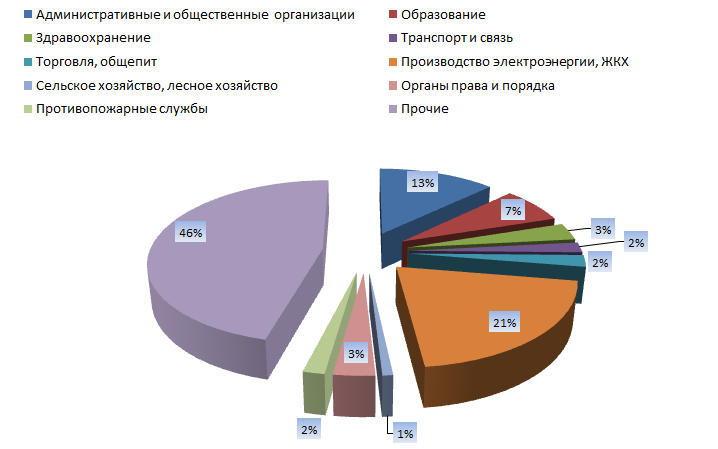 Административные и общественные организации
Образование
Здравоохранение
Транспорт и связь
Торговля, общепит
Производство электроэнергии, ЖКХ
Сельское хозяйство, лесное хозяйство
Органы права и порядка
Противопожарные службы
Прочие
13%
7%
3%
2%
2%
21%
1%
3%
2%
46%